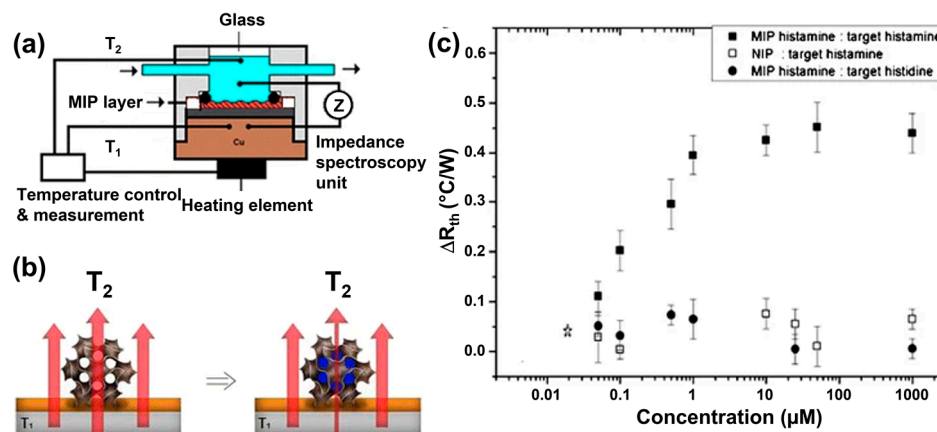 (a)
Glass
T2
MIP layer
Z
T1
Cu
Impedance
spectroscopy
unit
Temperature control
& measurement
Heating element
(b)
T2
T2
T1
⇒
T1
(c)
MIP histamine : target histamine
NIP : target histamine
MIP histamine : target histidine
ΔRth (°C/W)
0.6
0.5
0.4
0.3
0.2
0.1
0.0
0.01 0.1 1 10 100 1000
Concentration (μM)